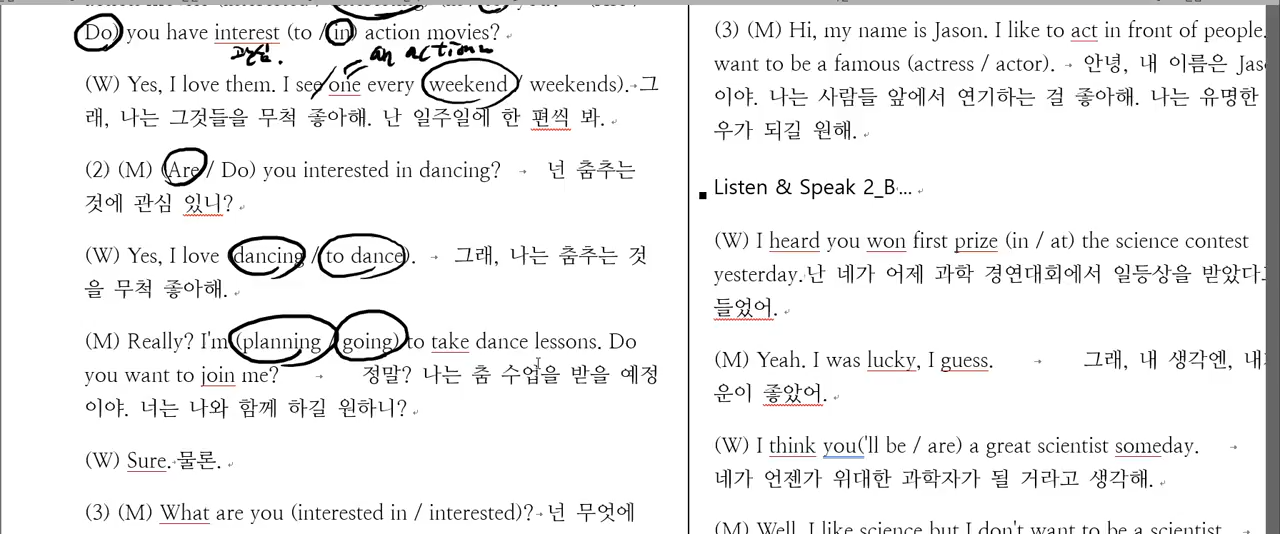 Do) you have interest (to / in) action movies?
관심.
an action
(W) Yes, I love them. I see one every (weekend / weekends).→그
래, 나는 그것들을 무척 좋아해. 난 일주일에 한 편씩 봐.
(2) (M) (Are / Do) you interested in dancing? → 넌 춤추는
것에 관심 있니?
(W) Yes, I love (dancing / to dance). → 그래, 나는 춤추는 것
을 무척 좋아해.
(M) Really? I'm (planning / going) to take dance lessons. Do
you want to join me? → 정말? 나는 춤 수업을 받을 예정
이야. 너는 나와 함께 하길 원하니?
(W) Sure.→물론.
(3) (M) What are you (interested in / interested)?→넌 무엇에
(3) (M) Hi, my name is Jason. I like to act in front of people.
want to be a famous (actress / actor). → 안녕, 내 이름은 Jas
이야. 나는 사람들 앞에서 연기하는 걸 좋아해. 나는 유명한
우가 되길 원해.
Listen & Speak 2_B...
(W) I heard you won first prize (in / at) the science contest
yesterday.난 네가 어제 과학 경연대회에서 일등상을 받았다
들었어.
(M) Yeah. I was lucky, I guess. → 그래, 내 생각엔, 내
운이 좋았어.
(W) I think you('ll be / are) a great scientist someday. →
네가 언젠가 위대한 과학자가 될 거라고 생각해.
(M) Well, I like science but I don't want to be a scientist. →